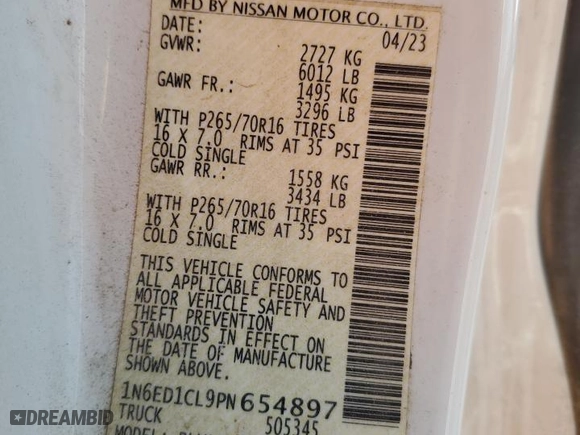 MFD BY NISSAN MOTOR CO., LTD.
DATE: 04/23
GVWR: 2727 KG
6012 LB
GAWR FR.: 1495 KG
3296 LB
WITH P265/70R16 TIRES
16 X 7.0 RIMS AT 35 PSI
COLD SINGLE
GAWR RR.: 1558 KG
3434 LB
WITH P265/70R16 TIRES
16 X 7.0 RIMS AT 35 PSI
COLD SINGLE
THIS VEHICLE CONFORMS TO
ALL APPLICABLE FEDERAL
MOTOR VEHICLE SAFETY AND
THEFT PREVENTION
STANDARDS IN EFFECT ON
THE DATE OF MANUFACTURE
SHOWN ABOVE.
1N6ED1CL9PN654897
TRUCK 505345
DREAMBID